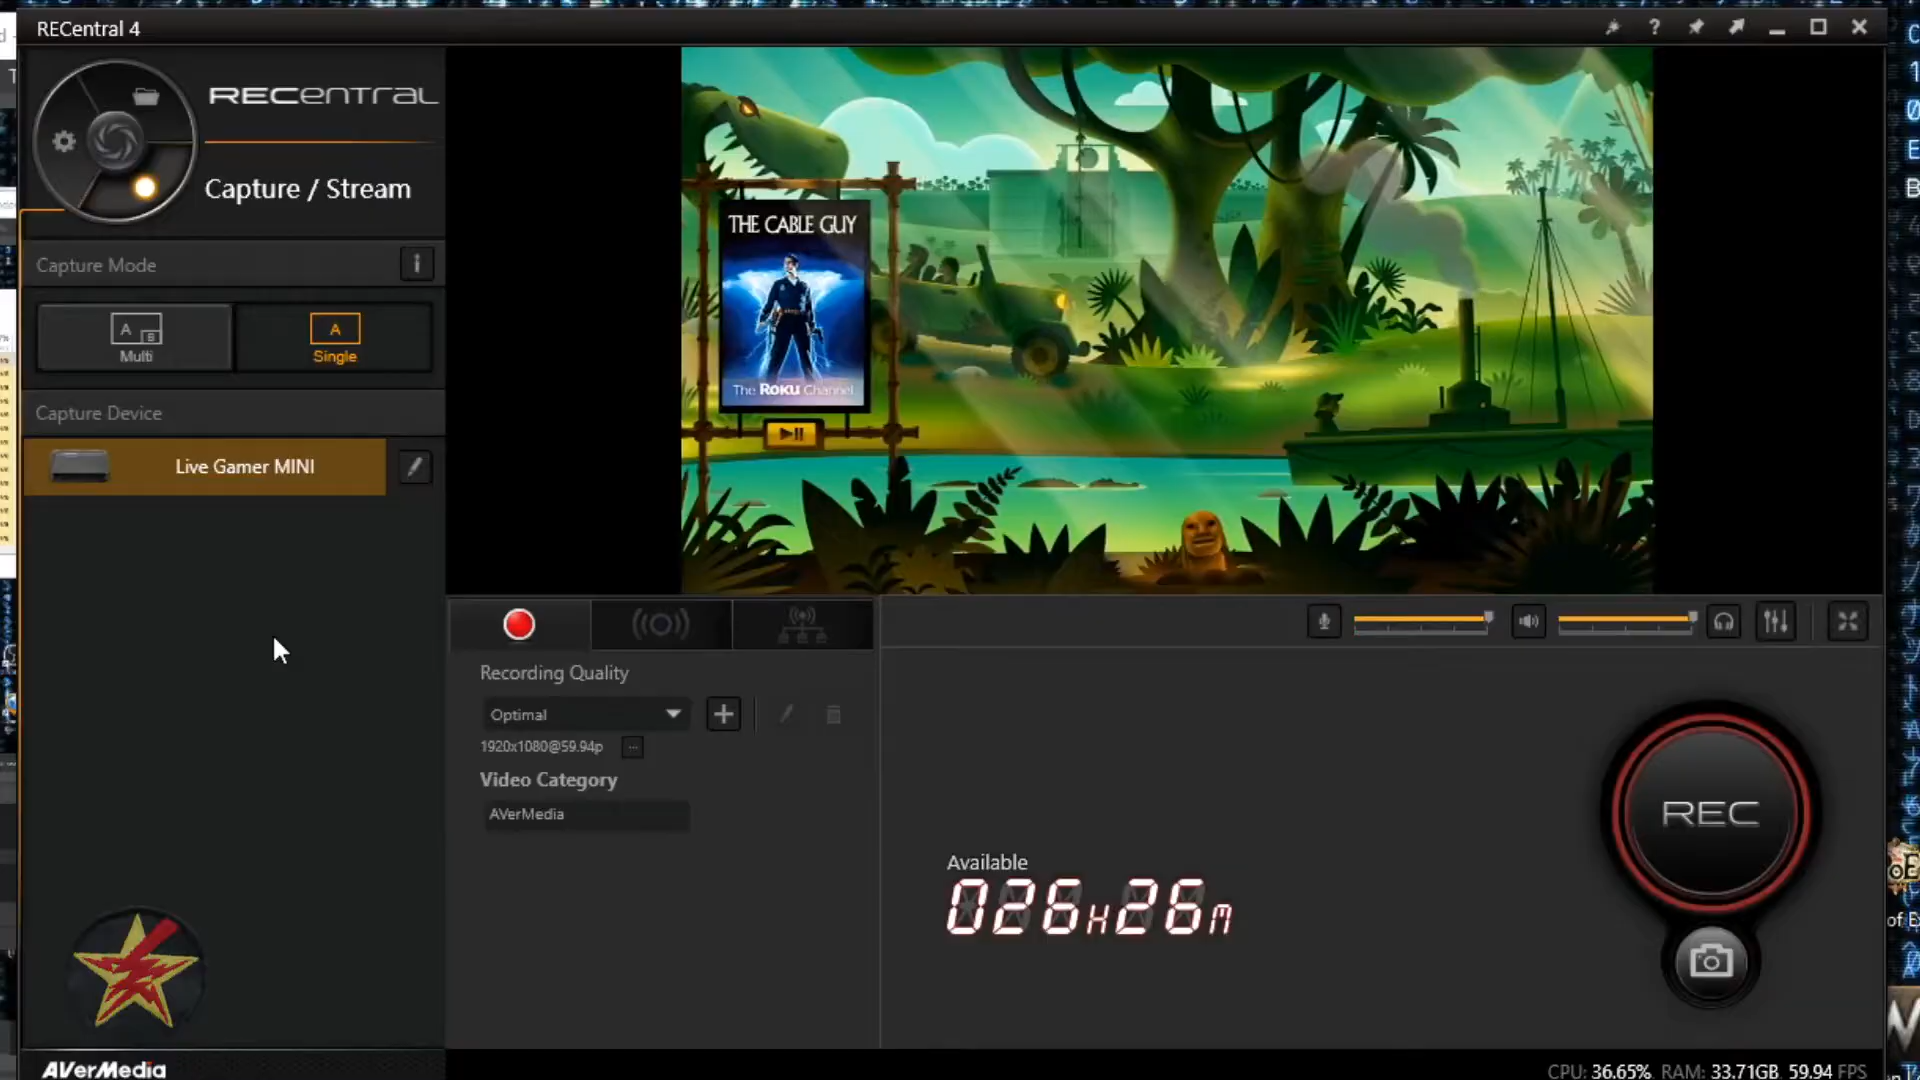 RECentral 4
RECentral
Capture / Stream
Capture Mode
i
A B
Multi
A
Single
Capture Device
Live Gamer MINI
THE CABLE GUY
The Roku Channel
Recording Quality
Optimal
1920x1080@59.94p
...
Video Category
AVerMedia
Available
026H26M
REC
AVerMedia
CPU: 36.65% RAM: 33.71GB 59.94 FPS
of E